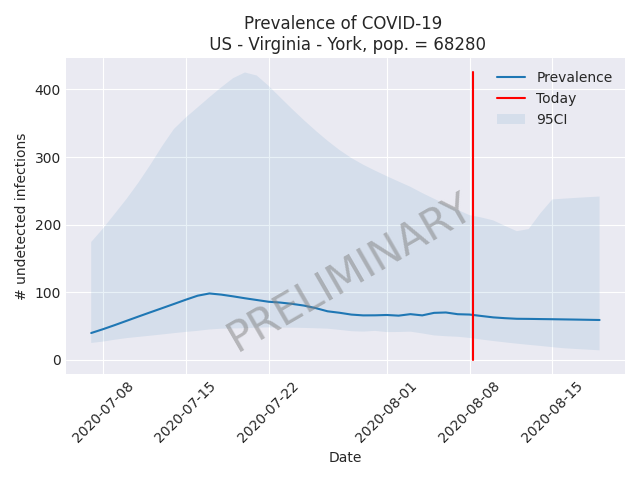 Prevalence of COVID-19
US - Virginia - York, pop. = 68280
# undetected infections
400
300
200
100
0
Prevalence
Today
95CI
PRELIMINARY
2020-07-08
2020-07-15
2020-07-22
2020-08-01
2020-08-08
2020-08-15
Date